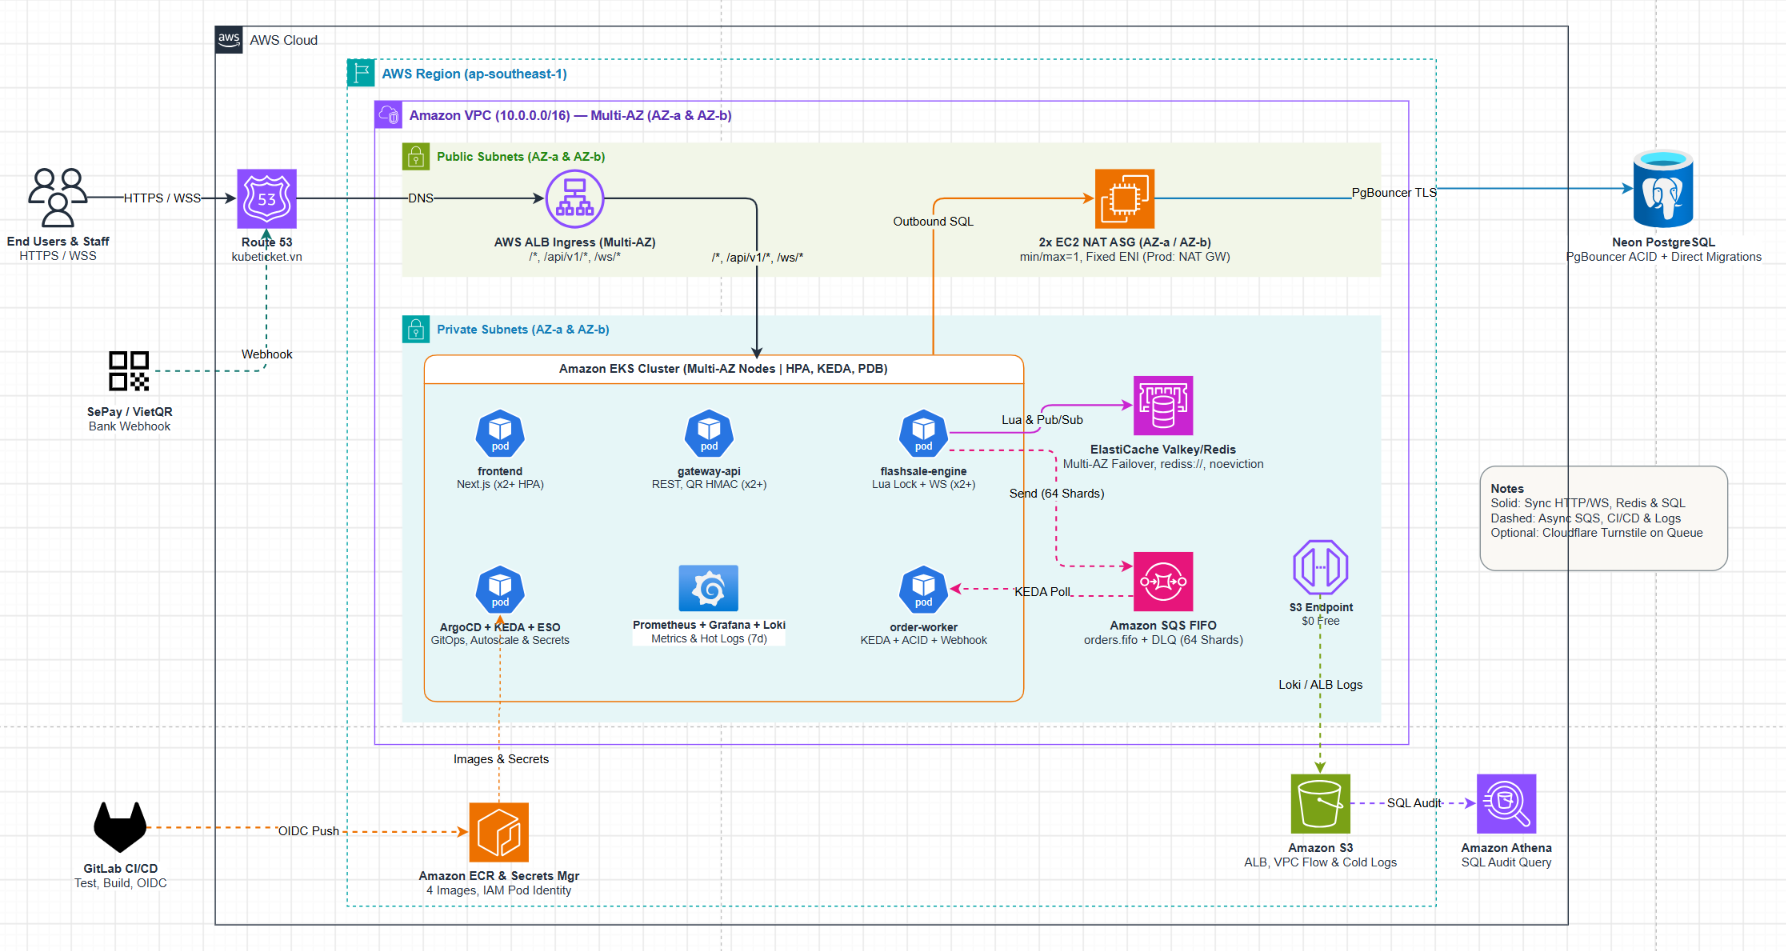 aws
AWS Cloud
AWS Region (ap-southeast-1)
Amazon VPC (10.0.0.0/16) — Multi-AZ (AZ-a & AZ-b)
Public Subnets (AZ-a & AZ-b)
End Users & Staff
HTTPS / WSS
HTTPS / WSS
53
Route 53
kubeticket.vn
DNS
AWS ALB Ingress (Multi-AZ)
/*, /api/v1/*, /ws/*
/*, /api/v1/*, /ws/*
Outbound SQL
2x EC2 NAT ASG (AZ-a / AZ-b)
min/max=1, Fixed ENI (Prod: NAT GW)
PgBouncer TLS
Neon PostgreSQL
PgBouncer ACID + Direct Migrations
Webhook
SePay / VietQR
Bank Webhook
Private Subnets (AZ-a & AZ-b)
Amazon EKS Cluster (Multi-AZ Nodes | HPA, KEDA, PDB)
pod
frontend
Next.js (x2+ HPA)
pod
gateway-api
REST, QR HMAC (x2+)
pod
flashsale-engine
Lua Lock + WS (x2+)
Lua & Pub/Sub
ElastiCache Valkey/Redis
Multi-AZ Failover, rediss://, noeviction
Send (64 Shards)
Notes
Solid: Sync HTTP/WS, Redis & SQL
Dashed: Async SQS, CI/CD & Logs
Optional: Cloudflare Turnstile on Queue
pod
ArgoCD + KEDA + ESO
GitOps, Autoscale & Secrets
Prometheus + Grafana + Loki
Metrics & Hot Logs (7d)
pod
order-worker
KEDA + ACID + Webhook
KEDA Poll
Amazon SQS FIFO
orders.fifo + DLQ (64 Shards)
S3 Endpoint
$0 Free
Loki / ALB Logs
Images & Secrets
OIDC Push
GitLab CI/CD
Test, Build, OIDC
Amazon ECR & Secrets Mgr
4 Images, IAM Pod Identity
Amazon S3
ALB, VPC Flow & Cold Logs
SQL Audit
Amazon Athena
SQL Audit Query